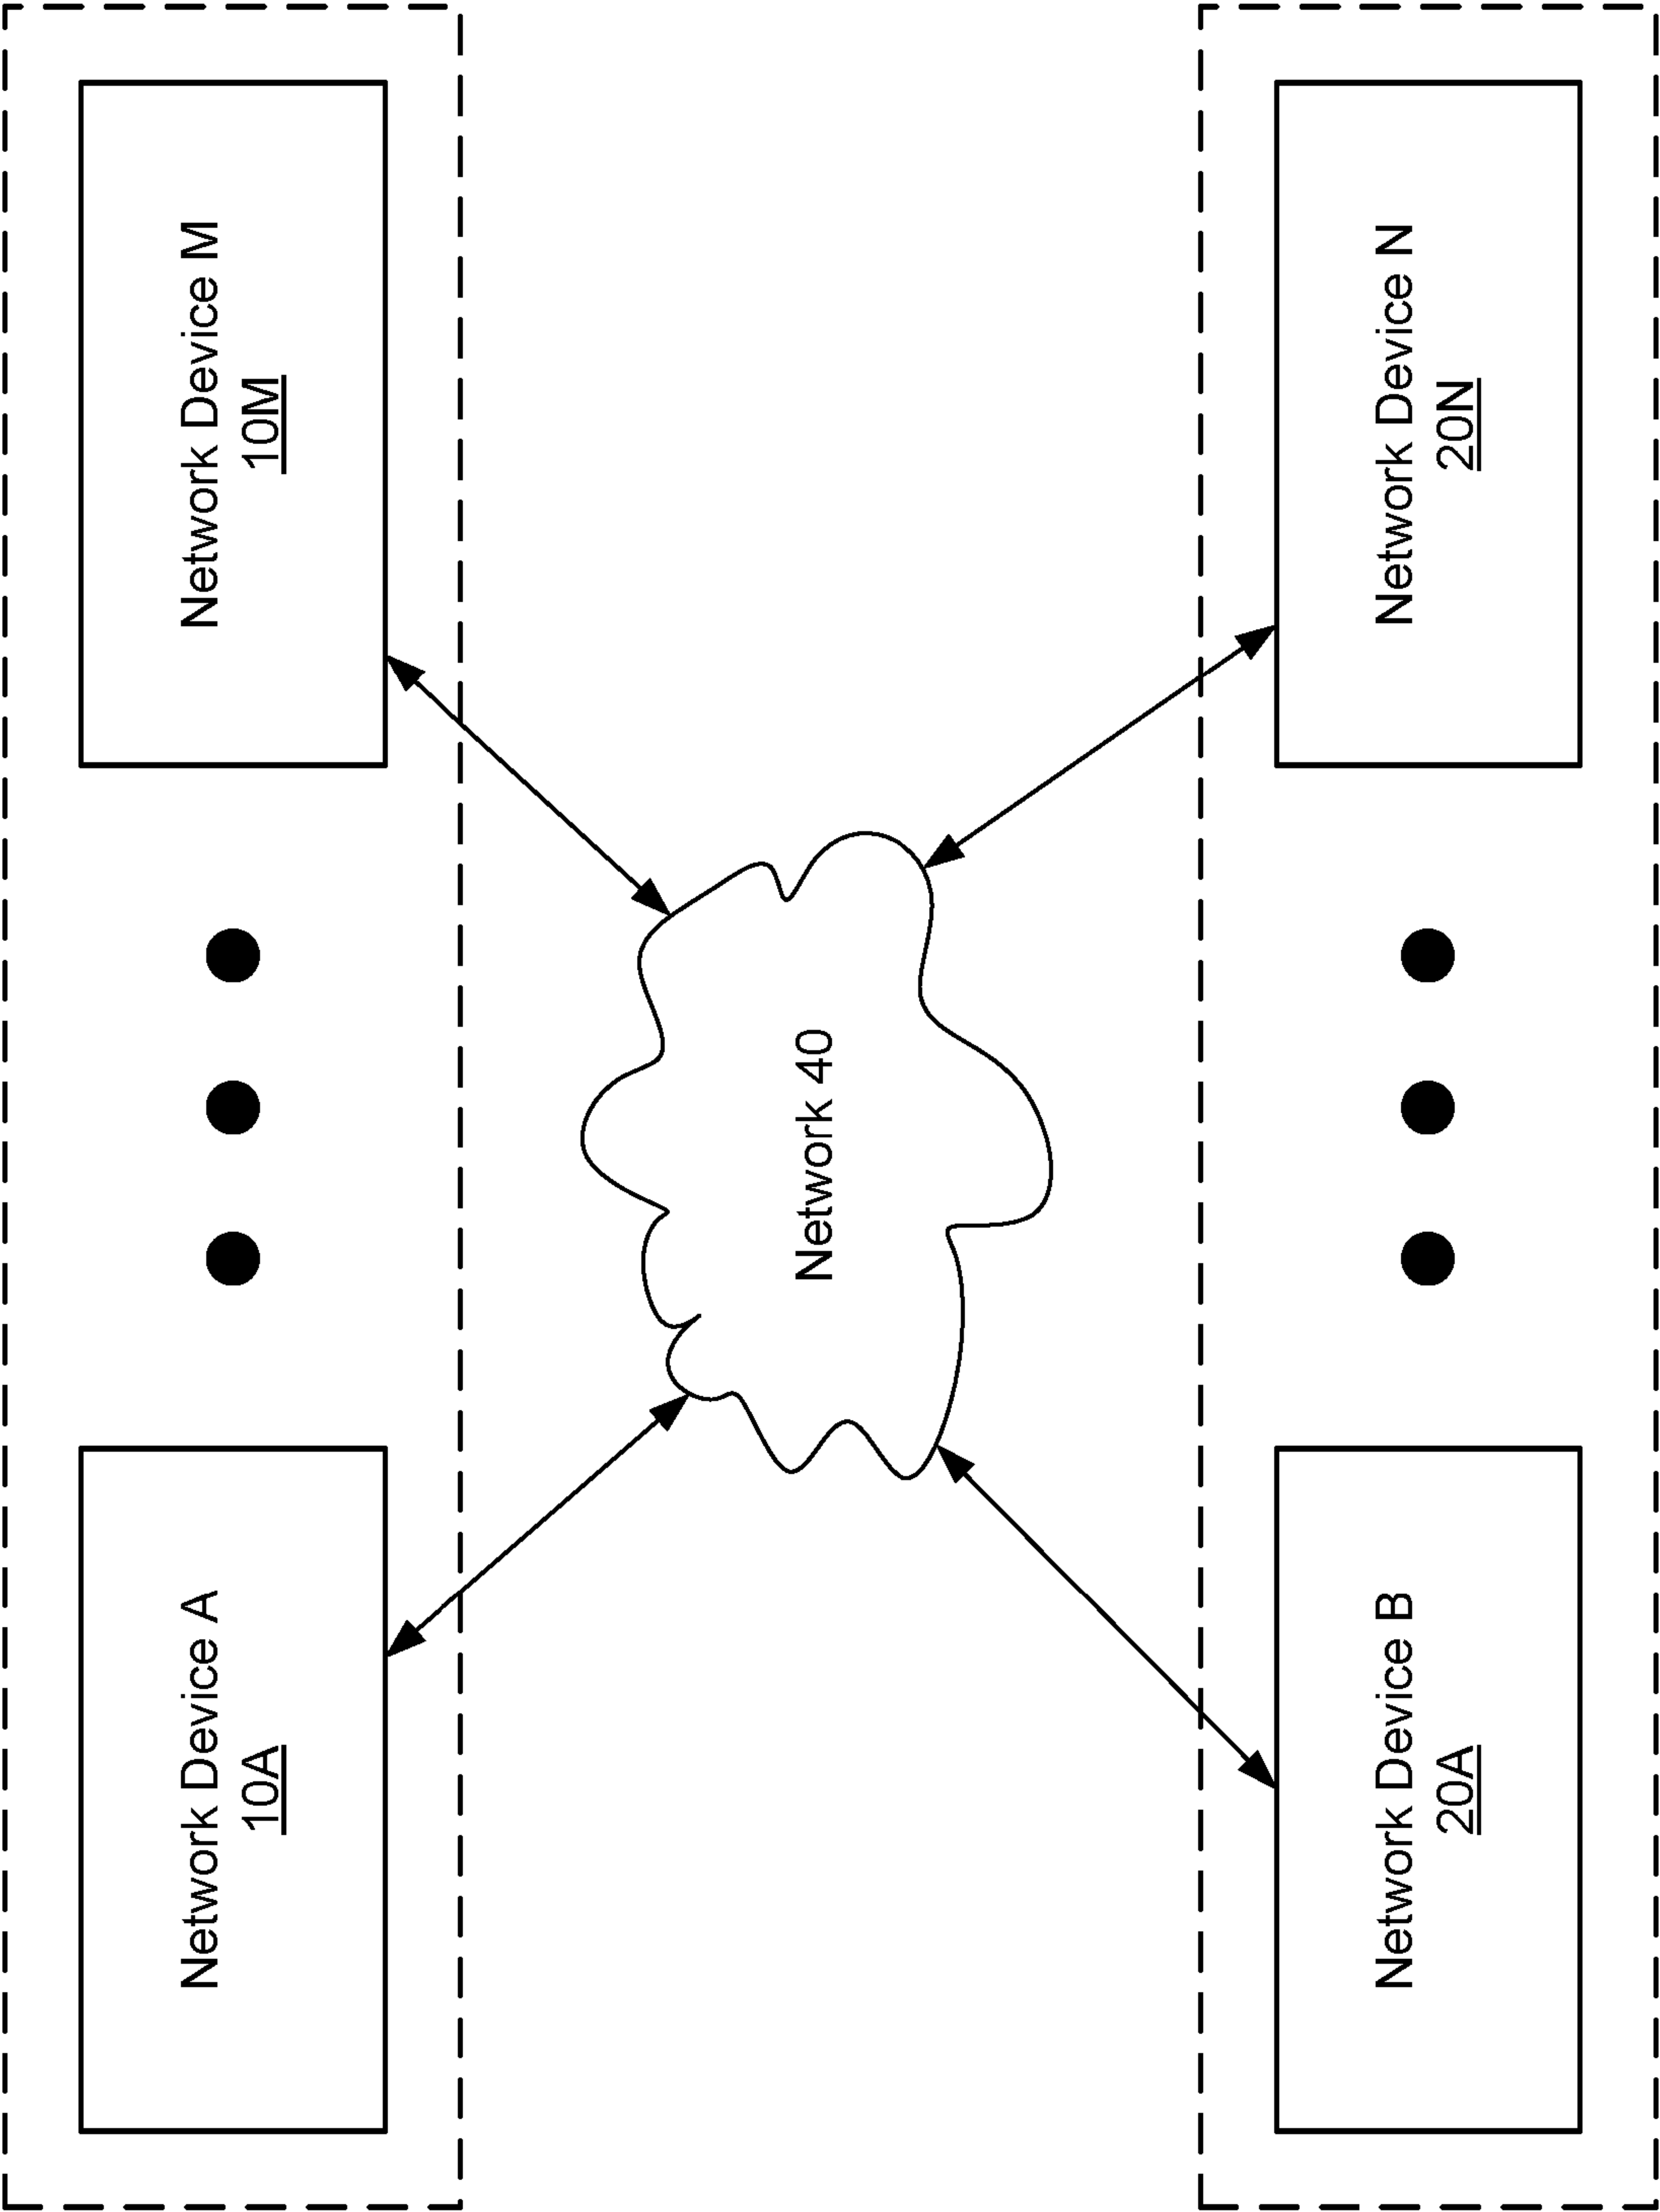 Network Device A
10A
Network Device M
10M
Network 40
Network Device B
20A
Network Device N
20N